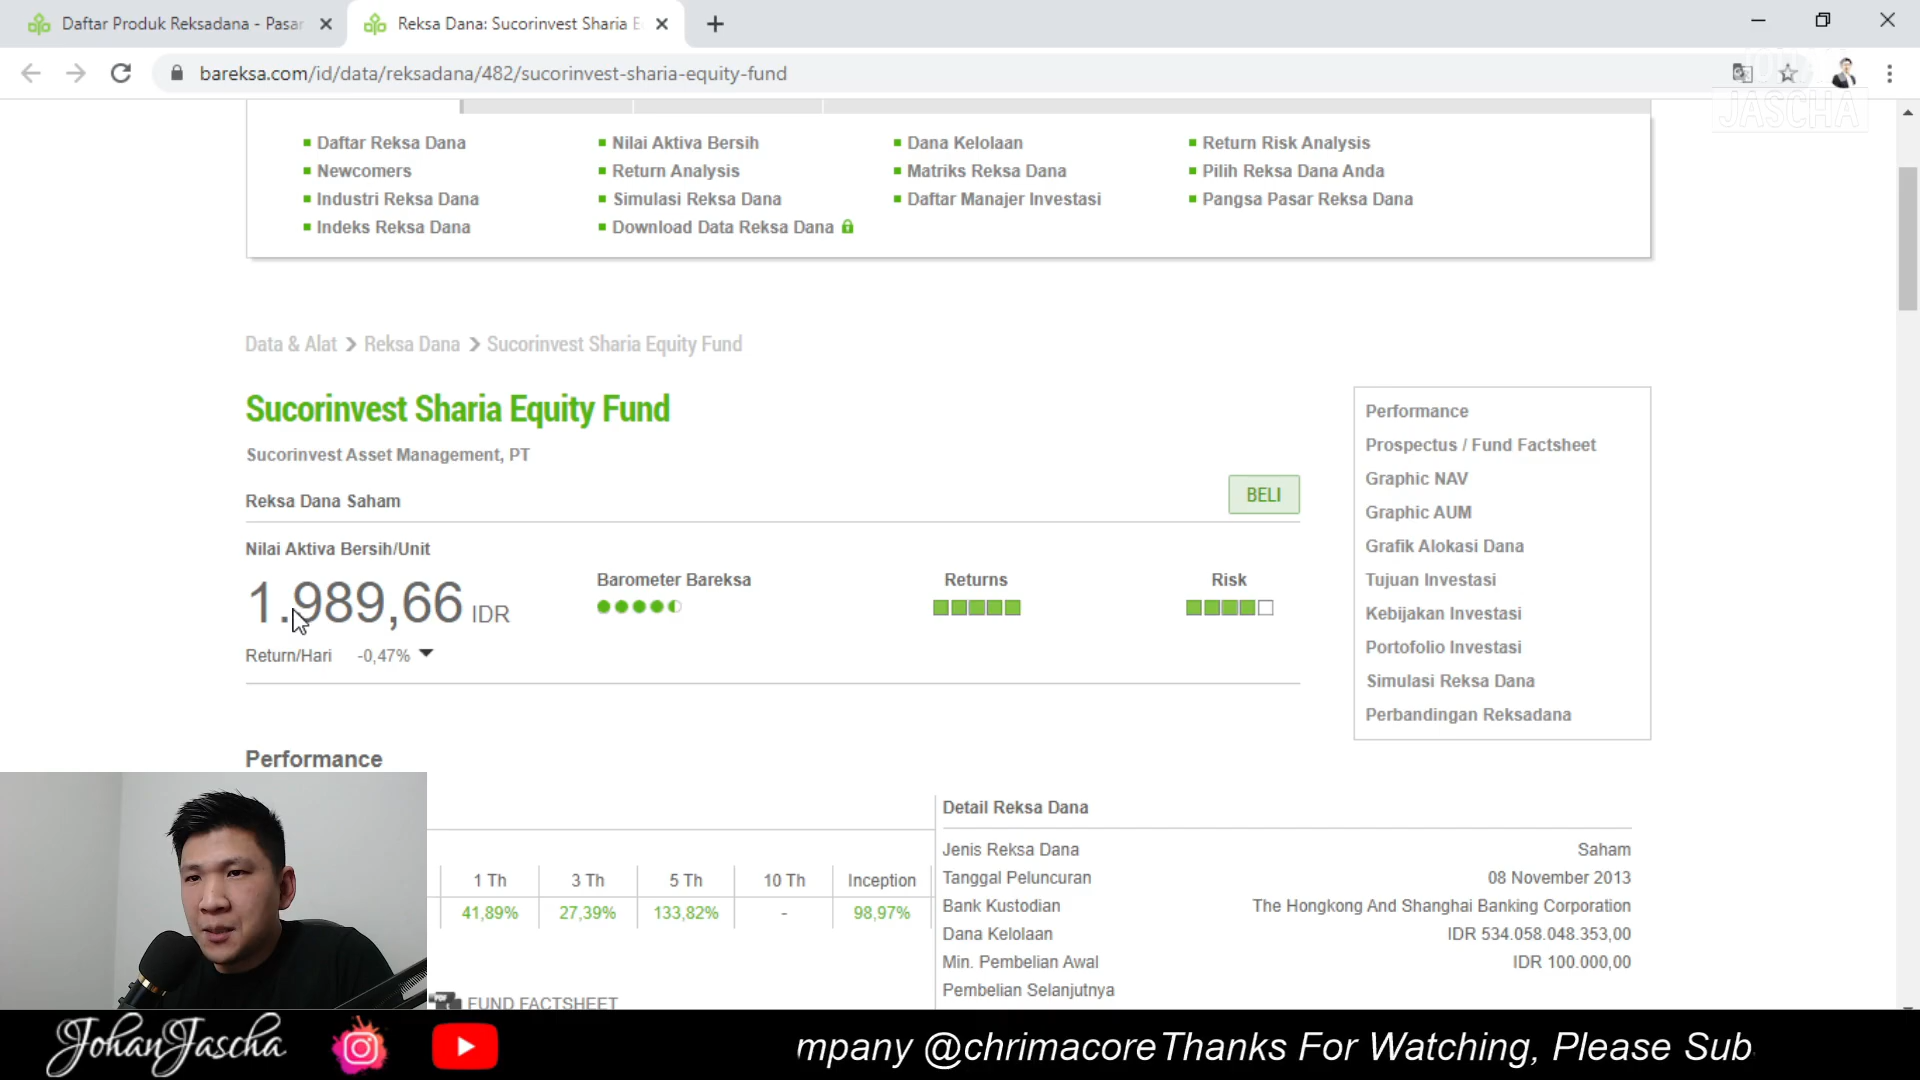 Daftar Produk Reksadana - Pasar
Reksa Dana: Sucorinvest Sharia E
bareksa.com/id/data/reksadana/482/sucorinvest-sharia-equity-fund
JASCHA
Daftar Reksa Dana
Nilai Aktiva Bersih
Dana Kelolaan
Return Risk Analysis
Newcomers
Return Analysis
Matriks Reksa Dana
Pilih Reksa Dana Anda
Industri Reksa Dana
Simulasi Reksa Dana
Daftar Manajer Investasi
Pangsa Pasar Reksa Dana
Indeks Reksa Dana
Download Data Reksa Dana
Data & Alat > Reksa Dana > Sucorinvest Sharia Equity Fund
Sucorinvest Sharia Equity Fund
Sucorinvest Asset Management, PT
Reksa Dana Saham
BELI
Nilai Aktiva Bersih/Unit
1.989,66 IDR
Barometer Bareksa
Returns
Risk
Return/Hari -0,47%
Performance
Prospectus / Fund Factsheet
Graphic NAV
Graphic AUM
Grafik Alokasi Dana
Tujuan Investasi
Kebijakan Investasi
Portofolio Investasi
Simulasi Reksa Dana
Perbandingan Reksadana
Performance
1 Th 3 Th 5 Th 10 Th Inception
41,89% 27,39% 133,82% - 98,97%
FUND FACTSHEET
Detail Reksa Dana
Jenis Reksa Dana Saham
Tanggal Peluncuran 08 November 2013
Bank Kustodian The Hongkong And Shanghai Banking Corporation
Dana Kelolaan IDR 534.058.048.353,00
Min. Pembelian Awal IDR 100.000,00
Pembelian Selanjutnya
JohanJascha
mpany @chrimacoreThanks For Watching, Please Sub